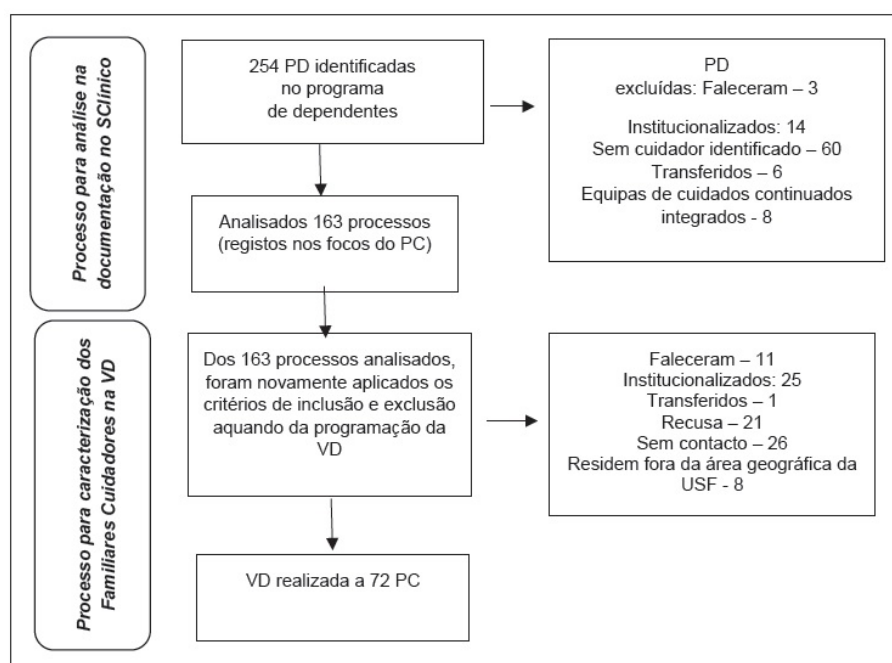 Processo para análise na
documentação no SClínico
254 PD identificadas
no programa
de dependentes
PD
excluídas: Faleceram – 3
Institucionalizados: 14
Sem cuidador identificado – 60
Transferidos – 6
Equipas de cuidados continuados
integrados - 8
Analisados 163 processos
(registos nos focos do PC)
Processo para caracterização dos
Familiares Cuidadores na VD
Dos 163 processos analisados,
foram novamente aplicados os
critérios de inclusão e exclusão
aquando da programação da
VD
Faleceram – 11
Institucionalizados: 25
Transferidos – 1
Recusa – 21
Sem contacto – 26
Residem fora da área geográfica da
USF - 8
VD realizada a 72 PC